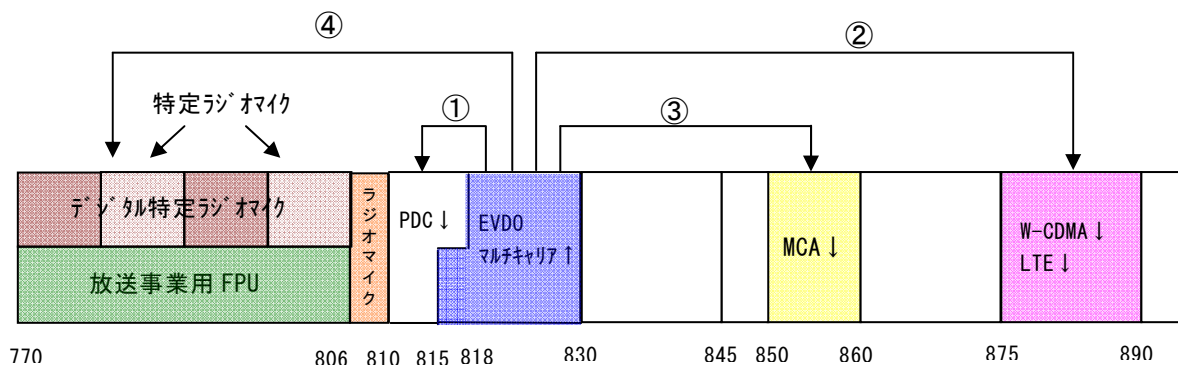 ④
②
特定ラジオマイク
①
③
デジタル特定ラジオマイク
放送事業用 FPU
ラジオマイク
PDC↓
EVDO
マルチキャリア↑
MCA↓
W-CDMA↓
LTE↓
770 806 810 815 818 830 845 850 860 875 890